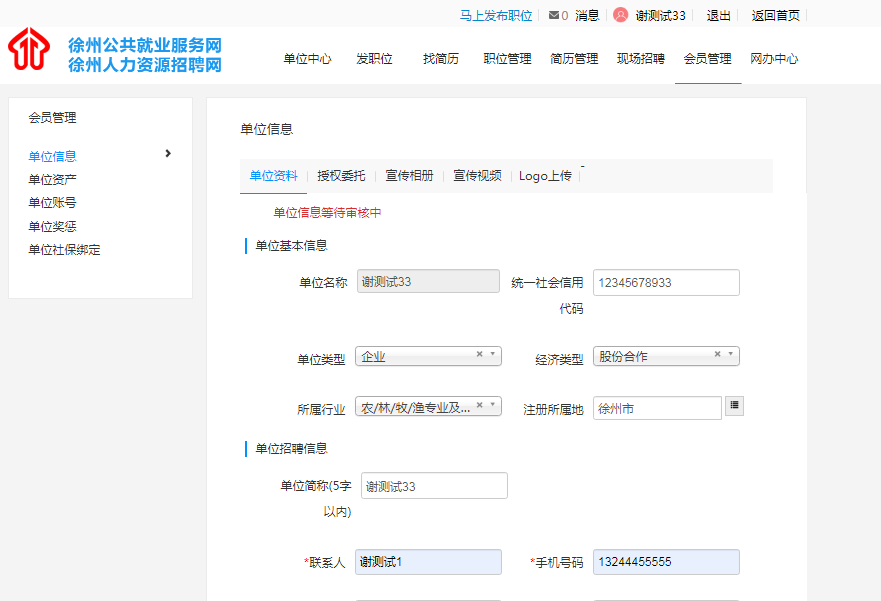 马上发布职位 0 消息 谢测试33 退出 返回首页
徐州公共就业服务网
徐州人力资源招聘网
单位中心 发职位 找简历 职位管理 简历管理 现场招聘 会员管理 网办中心
会员管理
单位信息
单位资产
单位账号
单位奖惩
单位社保绑定
单位信息
单位资料 授权委托 宣传相册 宣传视频 Logo上传
单位信息等待审核中
单位基本信息
单位名称 谢测试33 统一社会信用 12345678933
代码
单位类型 企业 × 经济类型 股份合作 ×
所属行业 农/林/牧/渔专业及... × 注册所属地 徐州市
单位招聘信息
单位简称(5字 谢测试33
以内)
*联系人 谢测试1 *手机号码 13244455555